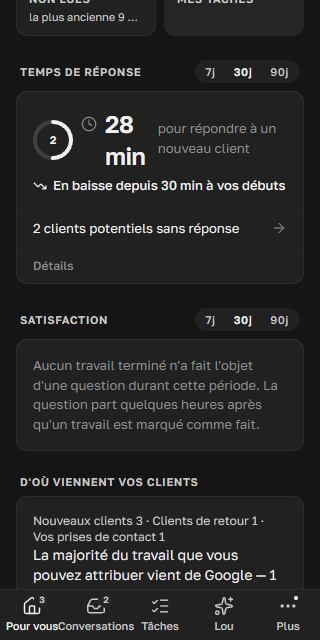 la plus ancienne 9 ...
TEMPS DE RÉPONSE
7j 30j 90j
2
28 min
pour répondre à un
nouveau client
En baisse depuis 30 min à vos débuts
2 clients potentiels sans réponse
Détails
SATISFACTION
7j 30j 90j
Aucun travail terminé n'a fait l'objet
d'une question durant cette période. La
question part quelques heures après
qu'un travail est marqué comme fait.
D'OÙ VIENNENT VOS CLIENTS
Nouveaux clients 3 · Clients de retour 1 ·
Vos prises de contact 1
La majorité du travail que vous
pouvez attribuer vient de Google — 1
3
2
Pour vous
Conversations
Tâches
Lou
Plus